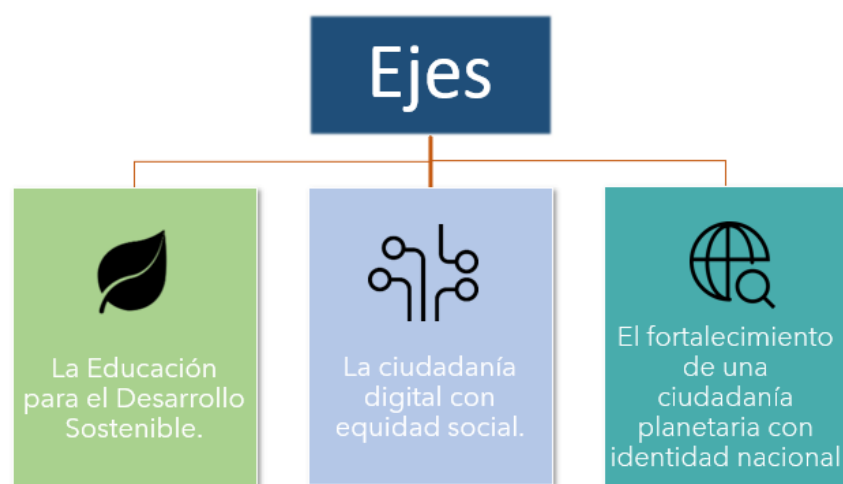 Ejes
La Educación
para el Desarrollo
Sostenible.
La ciudadanía
digital con
equidad social.
El fortalecimiento
de una
ciudadanía
planetaria con
identidad nacional